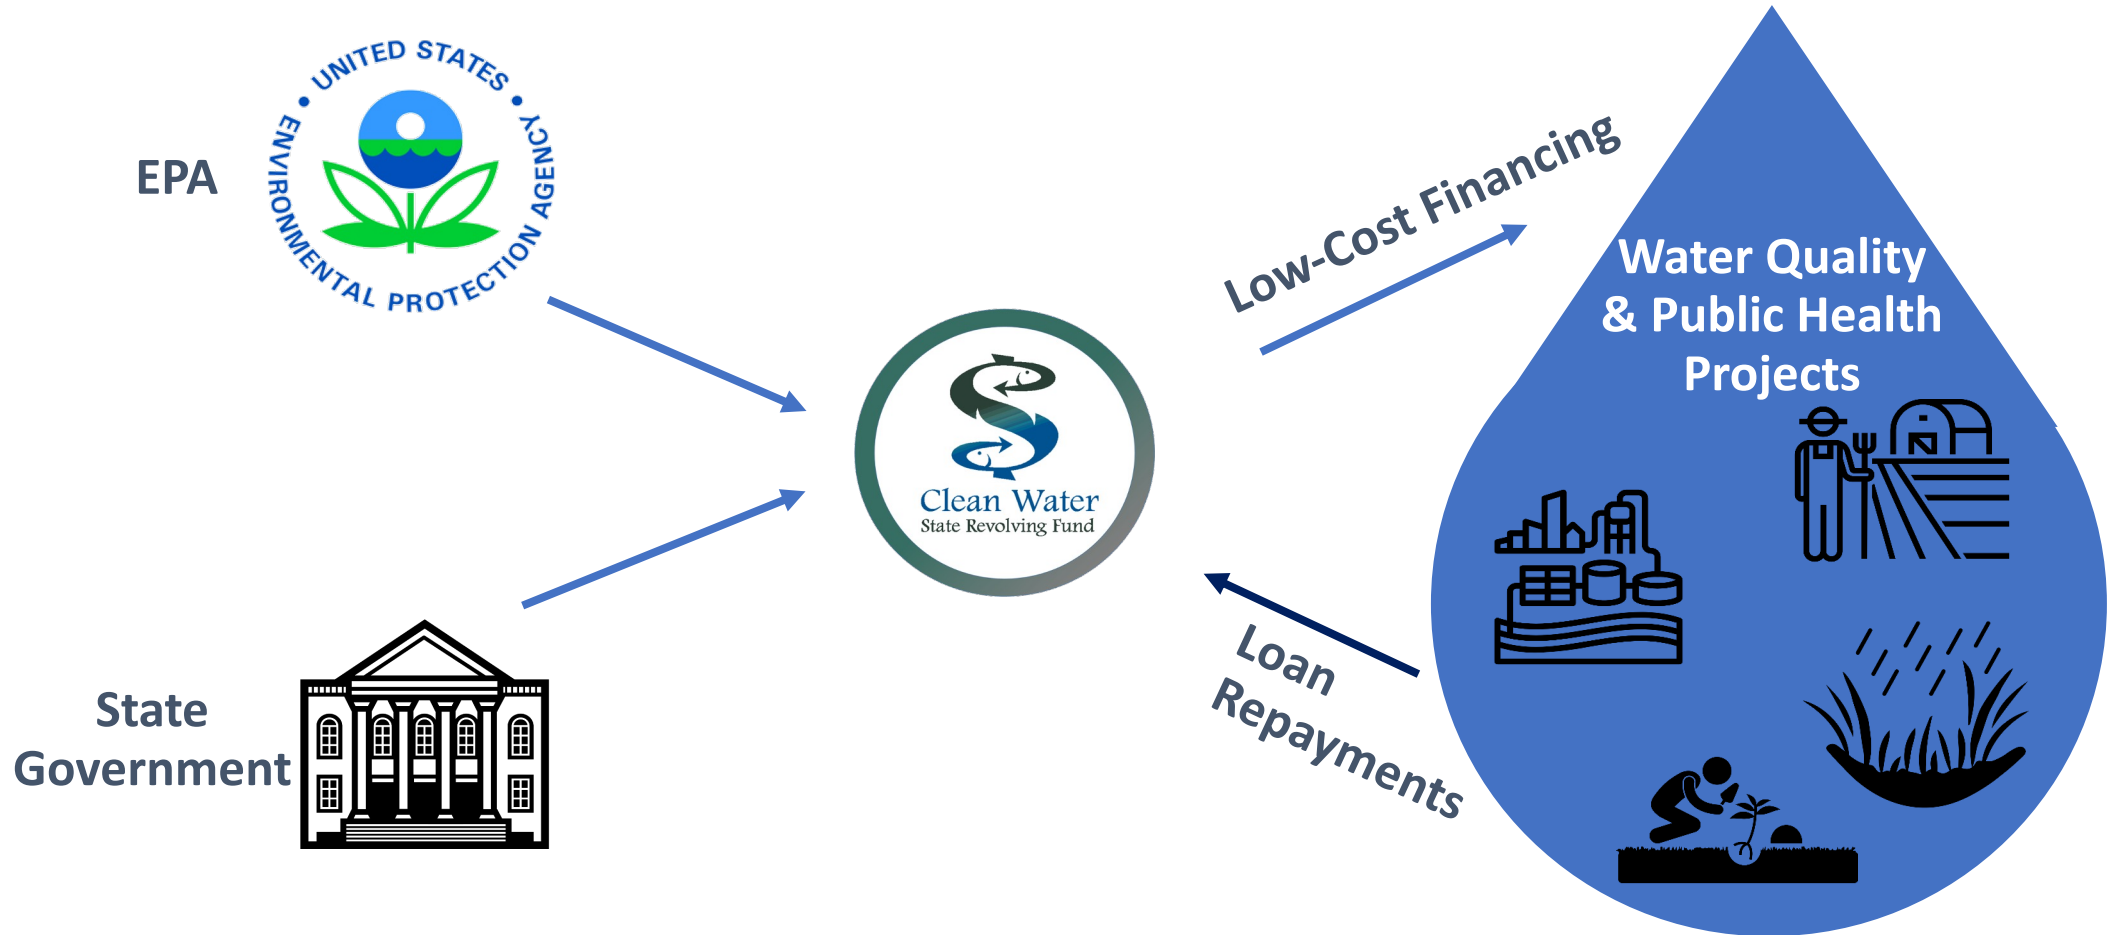 EPA
• UNITED STATES •
ENVIRONMENTAL PROTECTION AGENCY
State
Government
Clean Water
State Revolving Fund
Low-Cost Financing
Loan
Repayments
Water Quality
& Public Health
Projects